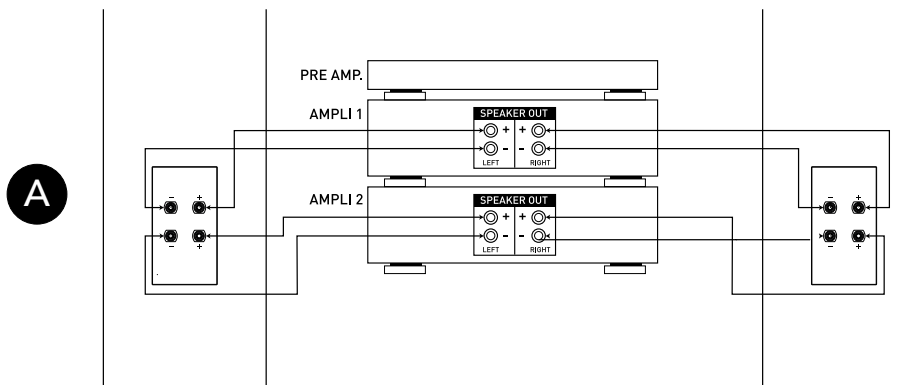 PRE AMP.
AMPLI 1
SPEAKER OUT
+ +
- -
LEFT RIGHT
A
- +
- +
- +
- +
AMPLI 2
SPEAKER OUT
+ +
- -
LEFT RIGHT